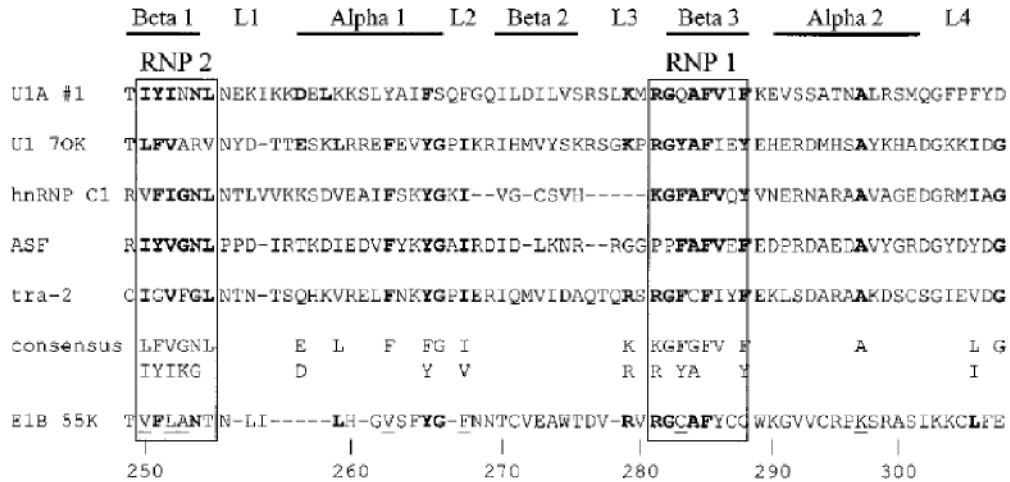 Beta 1 L1 Alpha 1 L2 Beta 2 L3 Beta 3 Alpha 2 L4
RNP 2 RNP 1
U1A #1 TIYINNLNEKIKKDELKKSLYAIFSQFGQILDILVSRSLKMRGQAFVIFKEVSSATNALRSMQGFPFYD
U1 70K TLFVARVNYD-TTESKLRREFEVYGPIKRIHMVYSKRSGKPRGYAFIEYEHERDMHSAYKHADGKKIDG
hnRNP C1 RVFIGNLNTLVVKKSDVEAIFSKYGKI--VG-CSVH-----KGFAFVQYVNERNARAAVAGEDGRMIAG
ASF RIYVGNLPPD-IRTKDIEDVFYKYGAIRDID-LKNR--RGGPPFAFVEFEDPRDAEDAVYGRDGYDYDG
tra-2 CIGVFGLNTN-TSQHKVRELFNKYGPIERIQMVIDAQTQRSRGFCFIYFEKLSDARAAKDSCSGIEVDG
consensus LFVGNL E L F FG I K KGFGFV F A L G
IYIKG D Y V R R YA Y I
E1B 55K TVFLANTN-LI-----LH-GVSFYGFNNTCVEAWTDVRVRGCAFYCCWKGVVCRPKSRASIKKCLFE
250 260 270 280 290 300